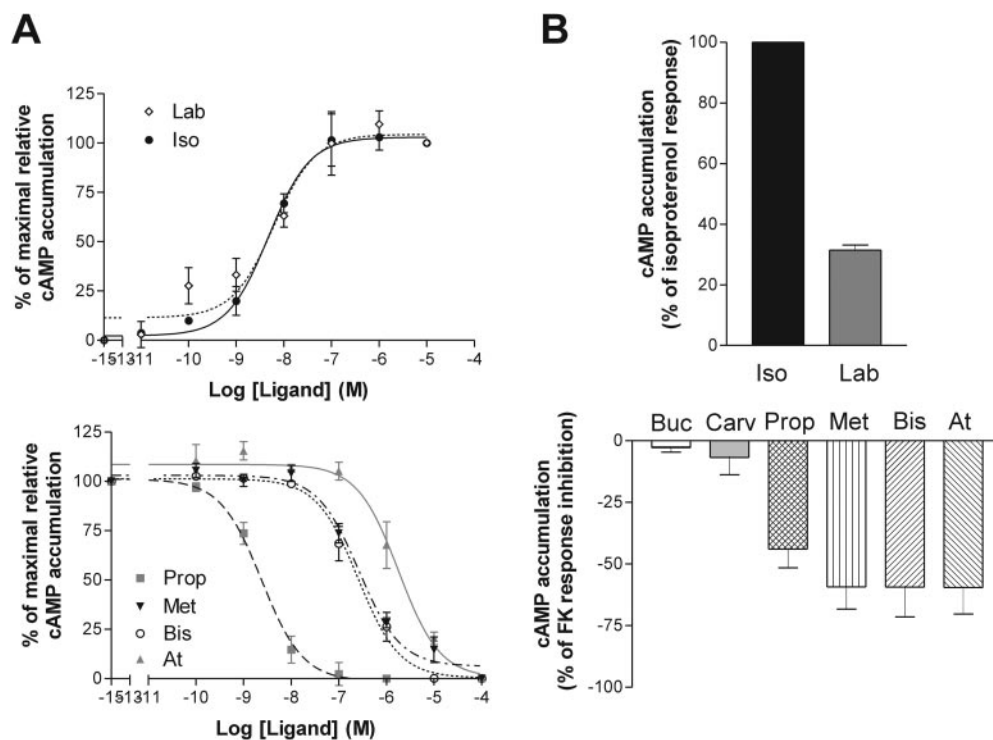 A
% of maximal relative
cAMP accumulation
125
100
75
50
25
0
Lab
Iso
-15 -13 -11 -10 -9 -8 -7 -6 -5 -4
Log [Ligand] (M)
% of maximal relative
cAMP accumulation
125
100
75
50
25
0
Prop
Met
Bis
At
-15 -13 -11 -10 -9 -8 -7 -6 -5 -4
Log [Ligand] (M)
B
cAMP accumulation
(% of isoproterenol response)
100
80
60
40
20
0
Iso Lab
cAMP accumulation
(% of FK response inhibition)
Buc Carv Prop Met Bis At
-0
-25
-50
-75
-100